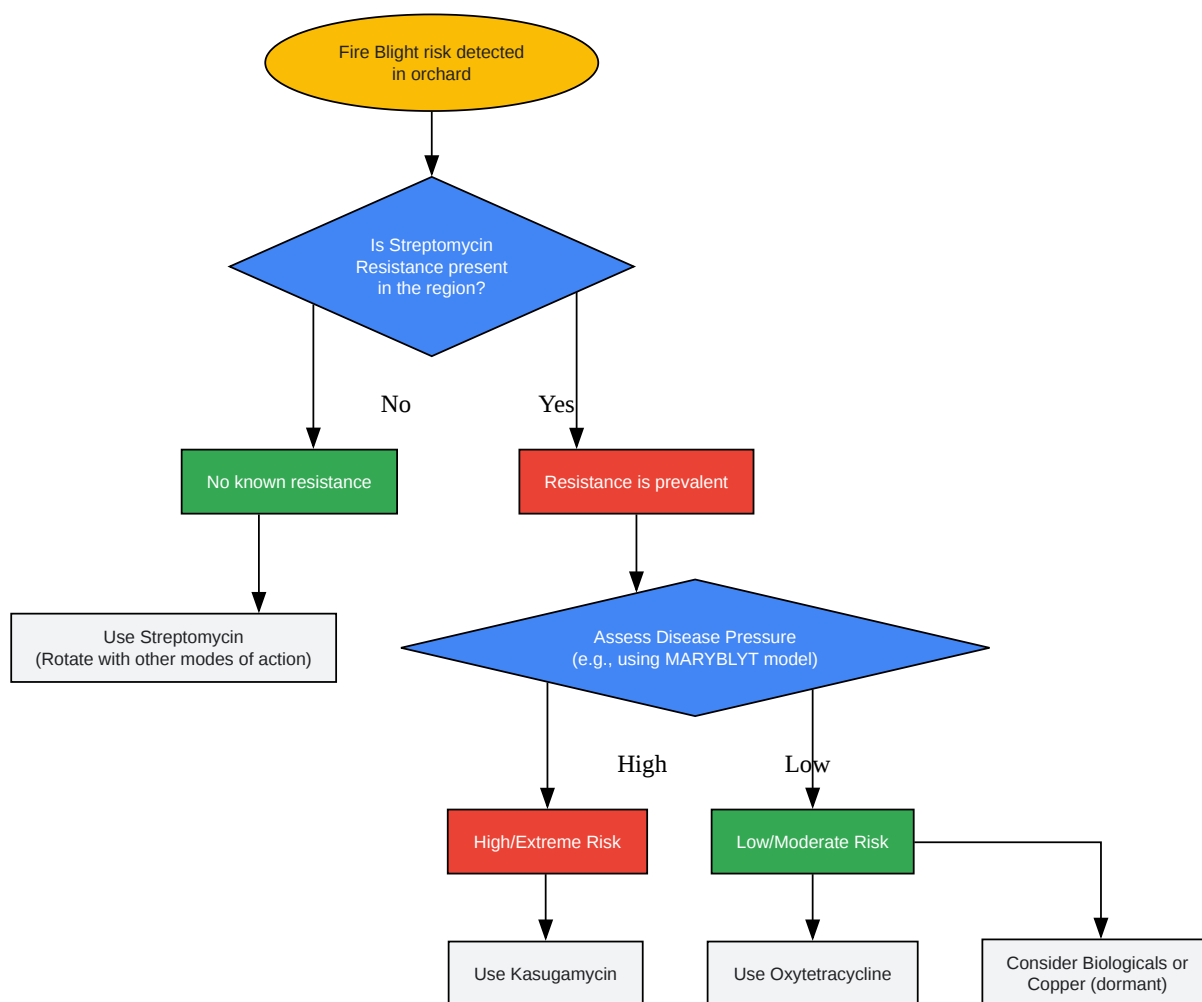 Fire Blight risk detected
in orchard
Is Streptomycin
Resistance present
in the region?
No
Yes
No known resistance
Resistance is prevalent
Use Streptomycin
(Rotate with other modes of action)
Assess Disease Pressure
(e.g., using MARYBLYT model)
High
Low
High/Extreme Risk
Low/Moderate Risk
Use Kasugamycin
Use Oxytetracycline
Consider Biologicals or
Copper (dormant)